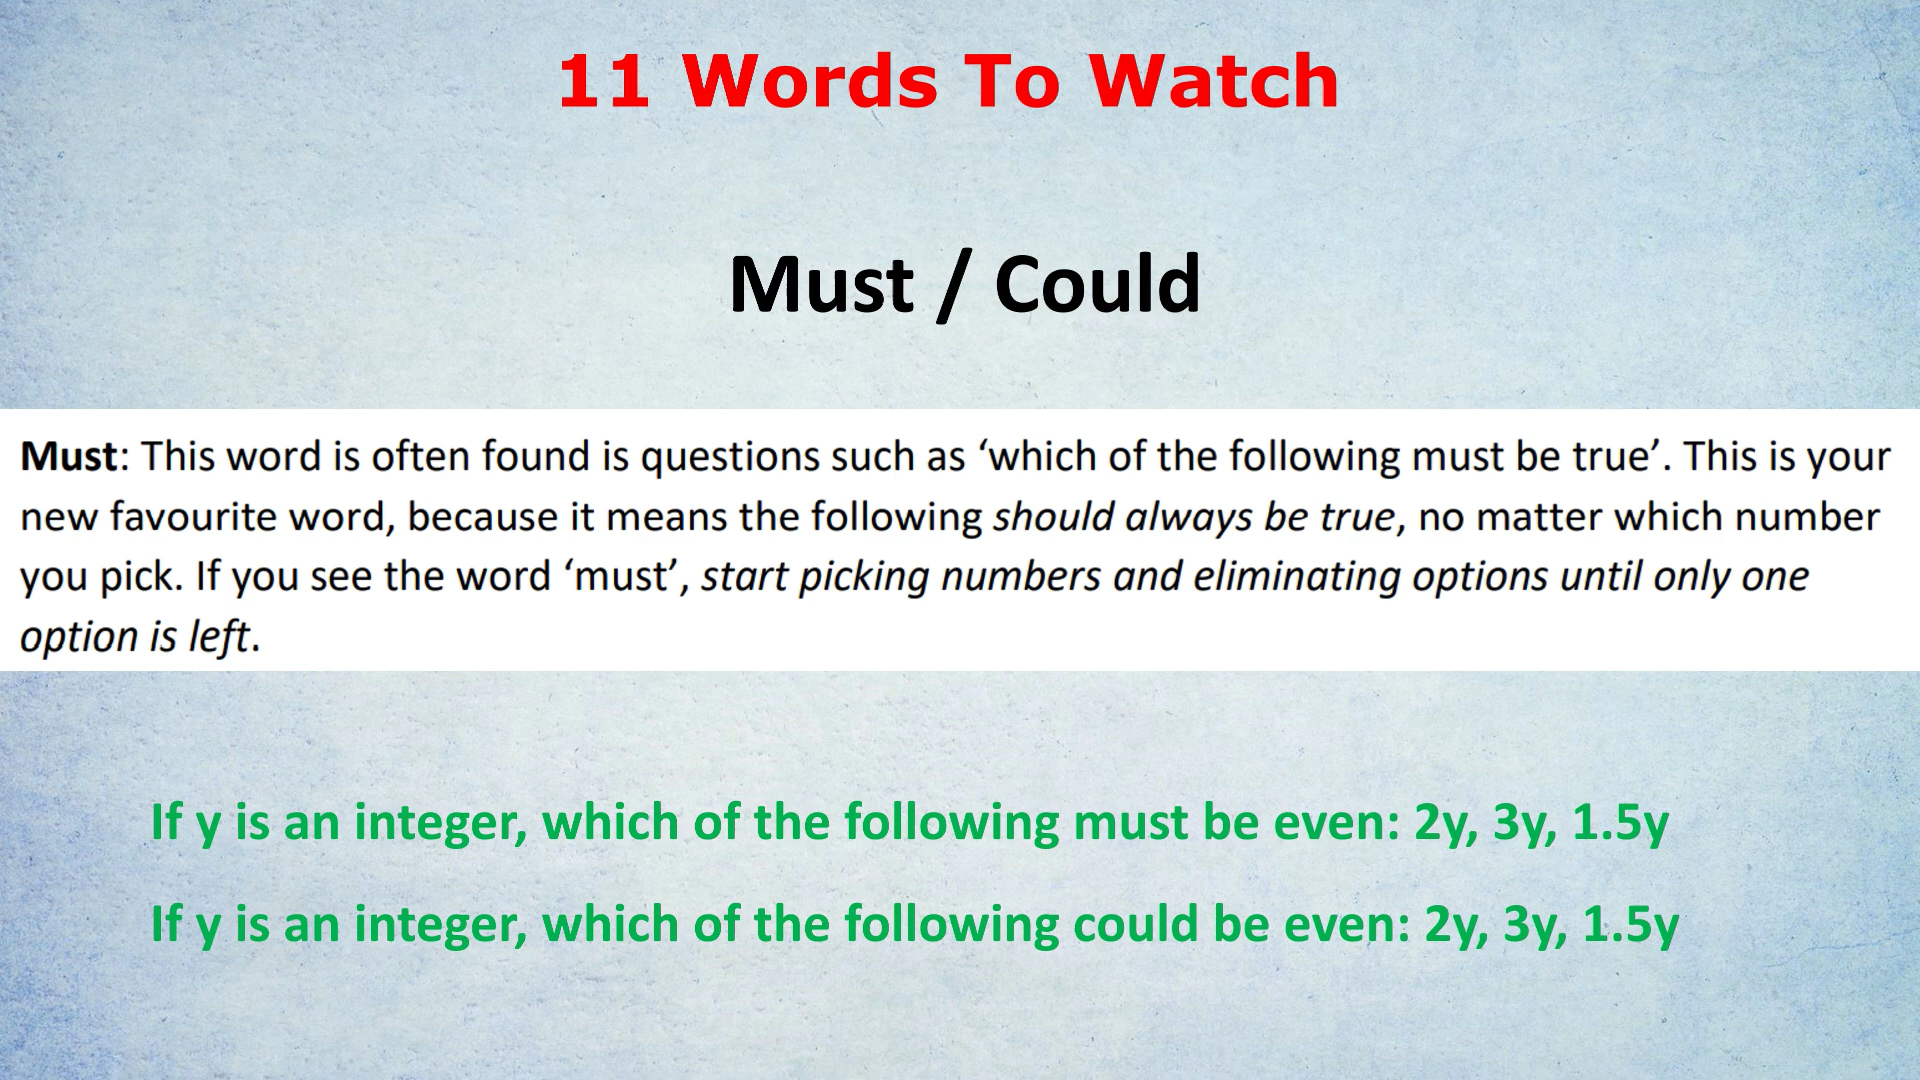 11 Words To Watch
Must / Could
Must: This word is often found is questions such as ‘which of the following must be true’. This is your
new favourite word, because it means the following should always be true, no matter which number
you pick. If you see the word ‘must’, start picking numbers and eliminating options until only one
option is left.
If y is an integer, which of the following must be even: 2y, 3y, 1.5y
If y is an integer, which of the following could be even: 2y, 3y, 1.5y